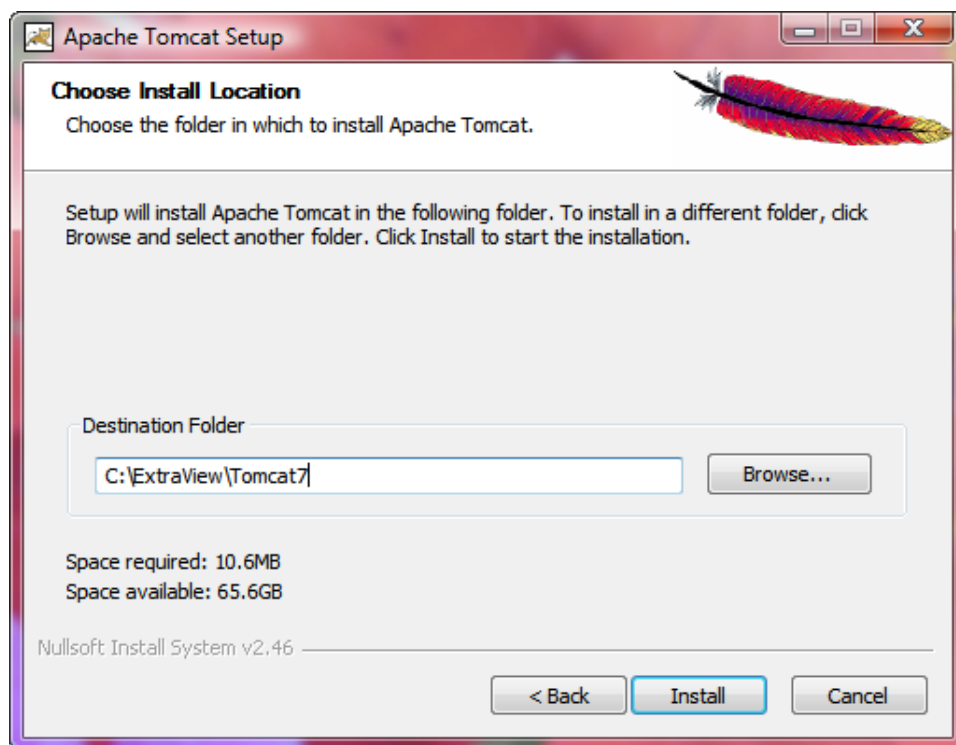 Apache Tomcat Setup
Choose Install Location
Choose the folder in which to install Apache Tomcat.
Setup will install Apache Tomcat in the following folder. To install in a different folder, click
Browse and select another folder. Click Install to start the installation.
Destination Folder
C:\ExtraView\Tomcat7
Browse...
Space required: 10.6MB
Space available: 65.6GB
Nullsoft Install System v2.46
< Back
Install
Cancel